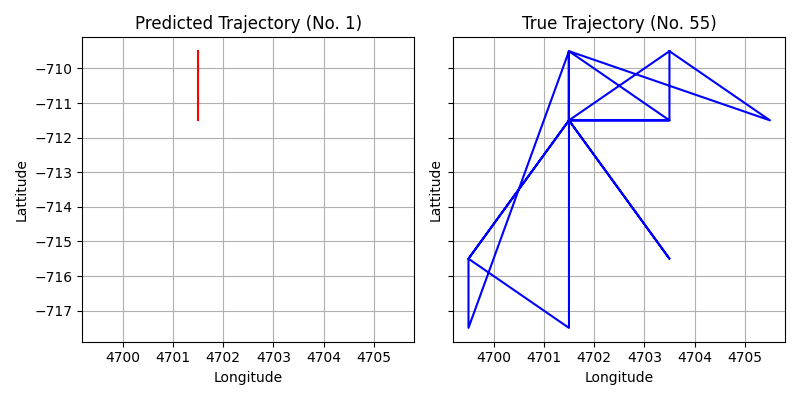 Predicted Trajectory (No. 1)
True Trajectory (No. 55)
Lattitude
−710
−711
−712
−713
−714
−715
−716
−717
4700 4701 4702 4703 4704 4705
Longitude
Lattitude
4700 4701 4702 4703 4704 4705
Longitude